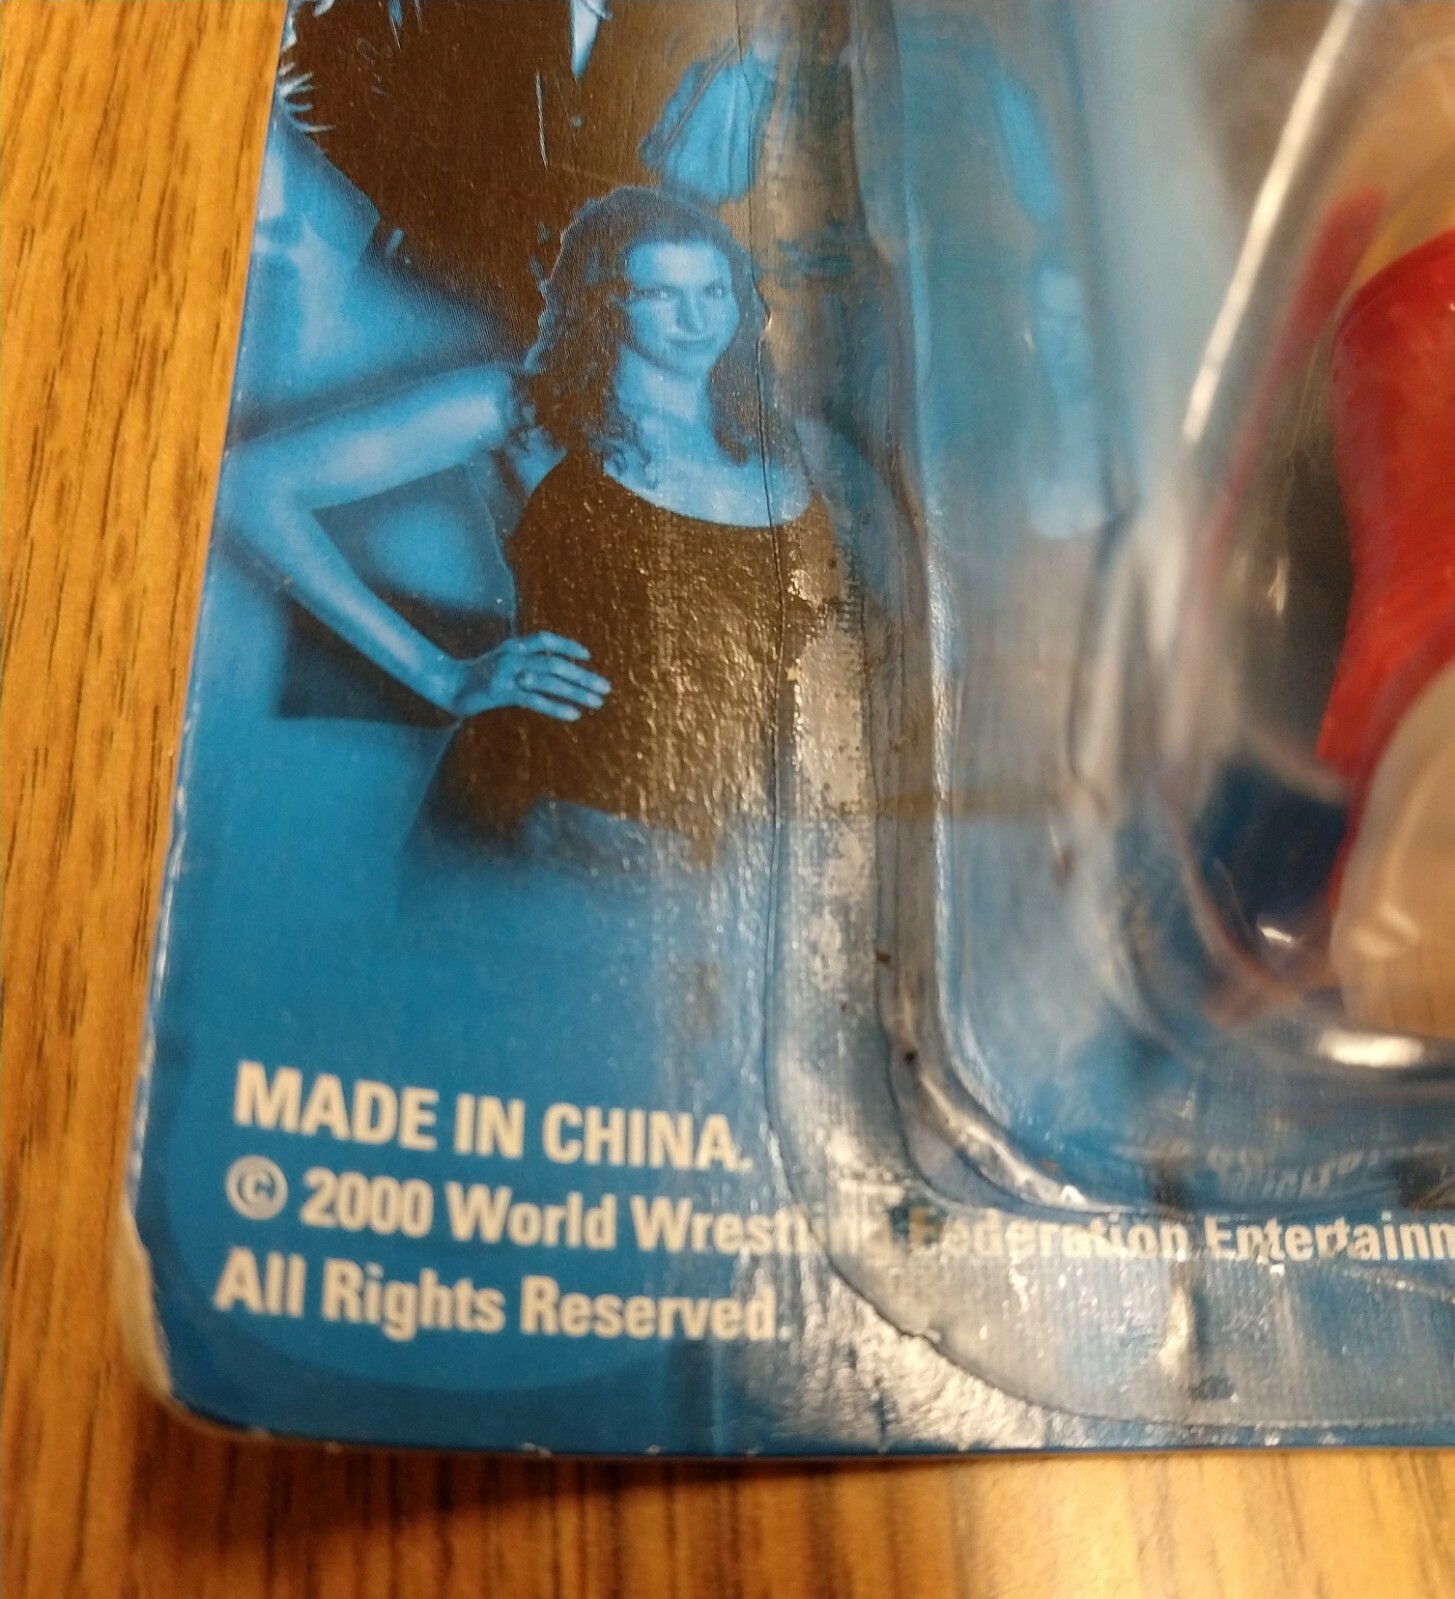 MADE IN CHINA.
© 2000 World Wrestling Federation Entertainm
All Rights Reserved.